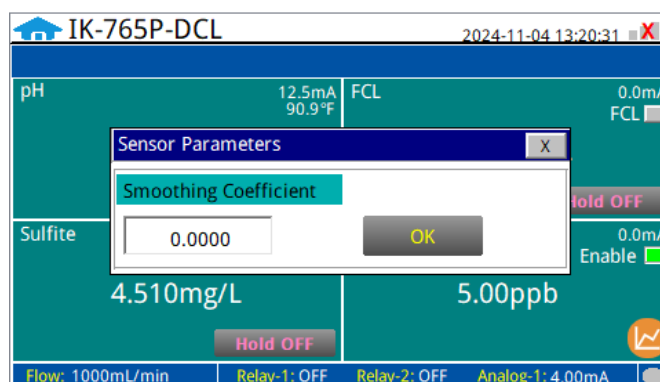 IK-765P-DCL
2024-11-04 13:20:31
X
pH
12.5mA
90.9°F
FCL
0.0mA
FCL
Sensor Parameters
X
Smoothing Coefficient
0.0000
OK
Hold OFF
Sulfite
0.0mA
Enable
4.510mg/L
5.00ppb
Hold OFF
Flow: 1000mL/min
Relay-1: OFF
Relay-2: OFF
Analog-1: 4.00mA